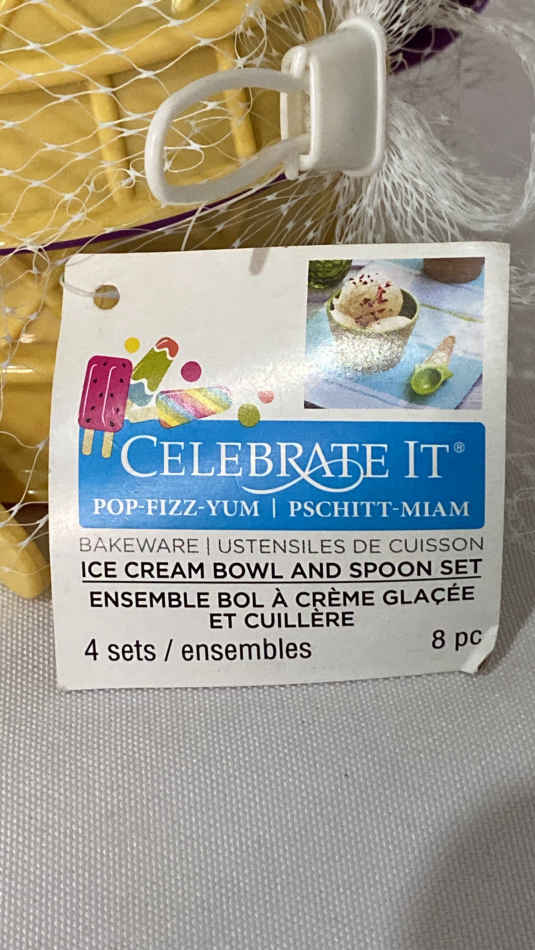 CELEBRATE IT®
POP-FIZZ-YUM | PSCHITT-MIAM
BAKEWARE | USTENSILES DE CUISSON
ICE CREAM BOWL AND SPOON SET
ENSEMBLE BOL À CRÈME GLAÇÉE
ET CUILLÈRE
4 sets / ensembles 8 pc